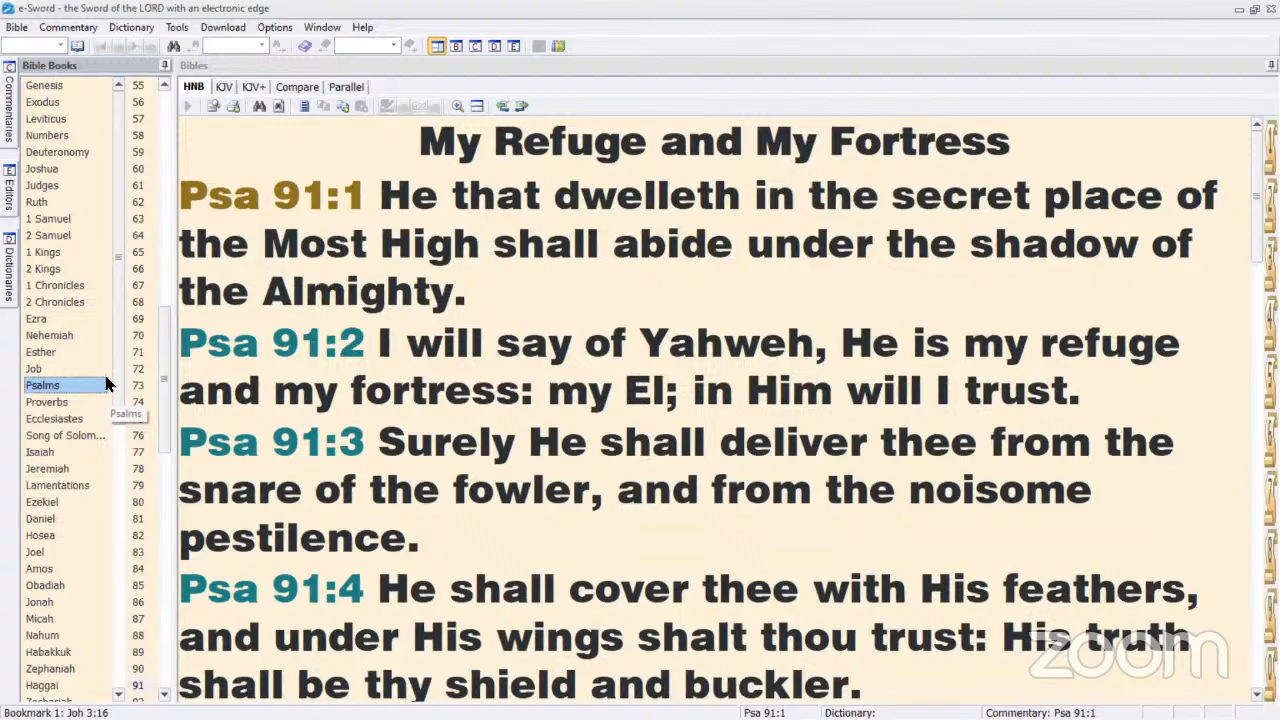 e-Sword - the Sword of the LORD with an electronic edge
Bible Commentary Dictionary Tools Download Options Window Help
B C D E
Bible Books
Bibles
Commentaries
Editors
Dictionaries
HNB KJV KJV+ Compare Parallel
Genesis 55
Exodus 56
Leviticus 57
Numbers 58
Deuteronomy 59
Joshua 60
Judges 61
Ruth 62
1 Samuel 63
2 Samuel 64
1 Kings 65
2 Kings 66
1 Chronicles 67
2 Chronicles 68
Ezra 69
Nehemiah 70
Esther 71
Job 72
Psalms 73
Proverbs 74
Psalms
Ecclesiastes
Song of Solom... 76
Isaiah 77
Jeremiah 78
Lamentations 79
Ezekiel 80
Daniel 81
Hosea 82
Joel 83
Amos 84
Obadiah 85
Jonah 86
Micah 87
Nahum 88
Habakkuk 89
Zephaniah 90
Haggai 91
My Refuge and My Fortress
Psa 91:1 He that dwelleth in the secret place of
the Most High shall abide under the shadow of
the Almighty.
Psa 91:2 I will say of Yahweh, He is my refuge
and my fortress: my El; in Him will I trust.
Psa 91:3 Surely He shall deliver thee from the
snare of the fowler, and from the noisome
pestilence.
Psa 91:4 He shall cover thee with His feathers,
and under His wings shalt thou trust: His truth
shall be thy shield and buckler.
zoom
Bookmark 1: Joh 3:16 Psa 91:1 Dictionary: Commentary: Psa 91:1